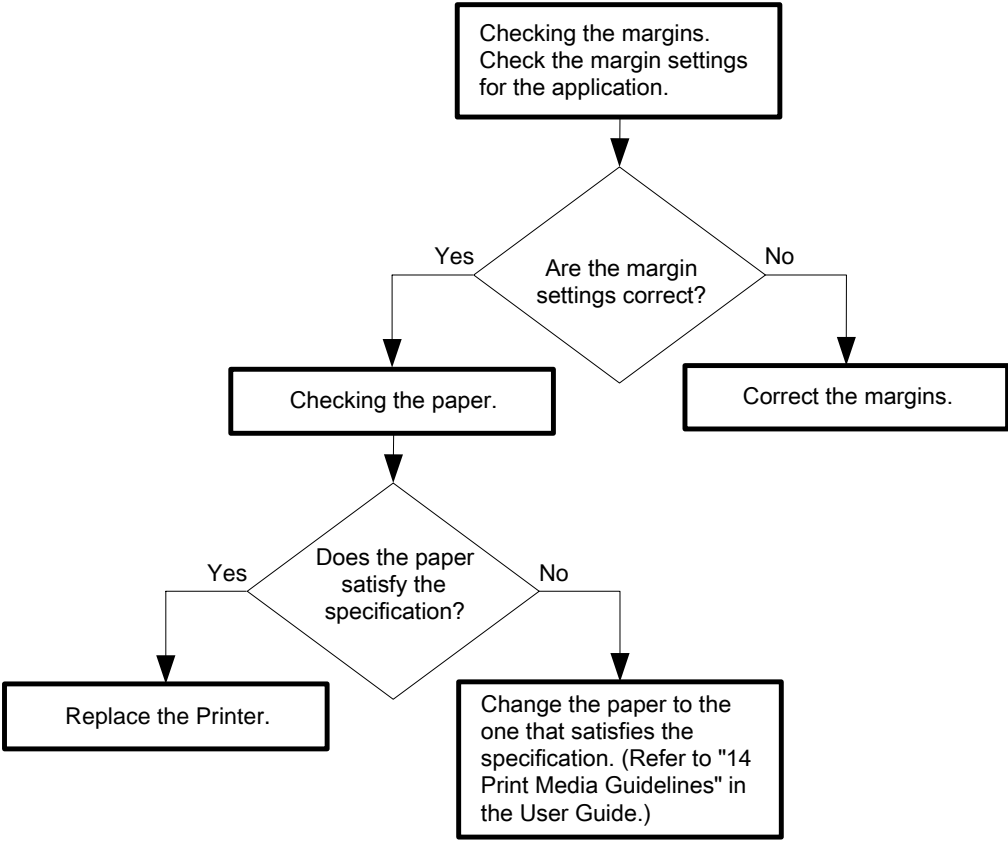 Checking the margins.
Check the margin settings
for the application.
Yes
No
Are the margin
settings correct?
Checking the paper.
Correct the margins.
Yes
No
Does the paper
satisfy the
specification?
Replace the Printer.
Change the paper to the
one that satisfies the
specification. (Refer to "14
Print Media Guidelines" in
the User Guide.)